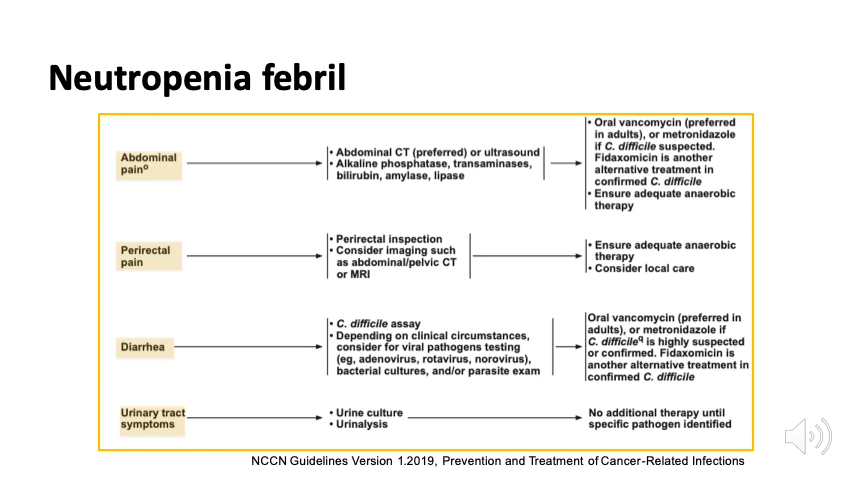 Neutropenia febril
Abdominal
painᵒ
• Abdominal CT (preferred) or ultrasound
• Alkaline phosphatase, transaminases,
bilirubin, amylase, lipase
• Oral vancomycin (preferred
in adults), or metronidazole
if C. difficile suspected.
Fidaxomicin is another
alternative treatment in
confirmed C. difficile
• Ensure adequate anaerobic
therapy
Perirectal
pain
• Perirectal inspection
• Consider imaging such
as abdominal/pelvic CT
or MRI
• Ensure adequate anaerobic
therapy
• Consider local care
Diarrhea
• C. difficile assay
• Depending on clinical circumstances,
consider for viral pathogens testing
(eg, adenovirus, rotavirus, norovirus),
bacterial cultures, and/or parasite exam
Oral vancomycin (preferred in
adults), or metronidazole if
C. difficile^q is highly suspected
or confirmed. Fidaxomicin is
another alternative treatment in
confirmed C. difficile
Urinary tract
symptoms
• Urine culture
• Urinalysis
No additional therapy until
specific pathogen identified
NCCN Guidelines Version 1.2019, Prevention and Treatment of Cancer-Related Infections